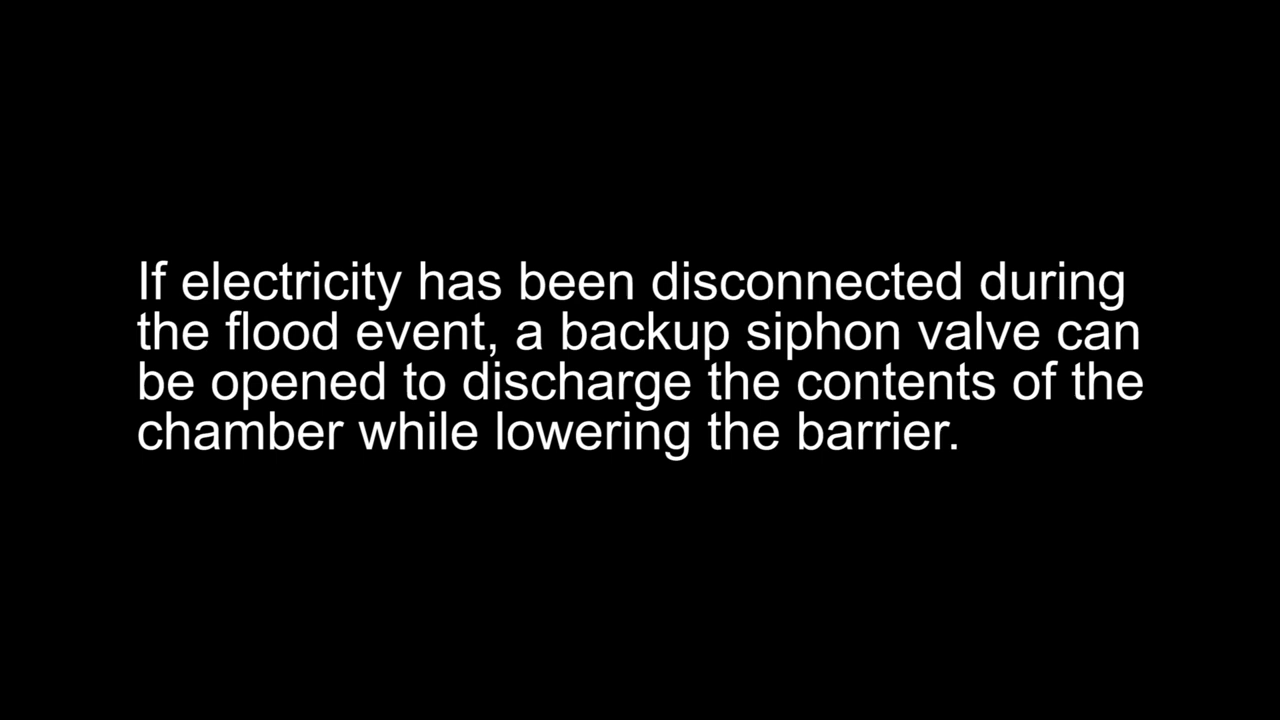 If electricity has been disconnected during
the flood event, a backup siphon valve can
be opened to discharge the contents of the
chamber while lowering the barrier.